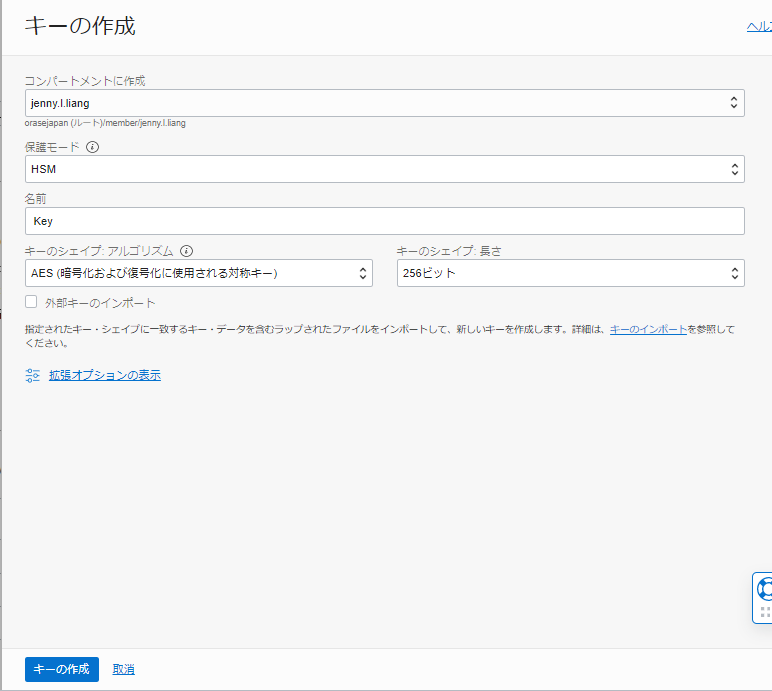 キーの作成
ヘルプ
コンパートメントに作成
jenny.l.liang
orasejapan (ルート)/member/jenny.l.liang
保護モード
HSM
名前
Key
キーのシェイプ: アルゴリズム
キーのシェイプ: 長さ
AES (暗号化および復号化に使用される対称キー)
256ビット
外部キーのインポート
指定されたキー・シェイプに一致するキー・データを含むラップされたファイルをインポートして、新しいキーを作成します。詳細は、キーのインポートを参照して
ください。
拡張オプションの表示
キーの作成
取消